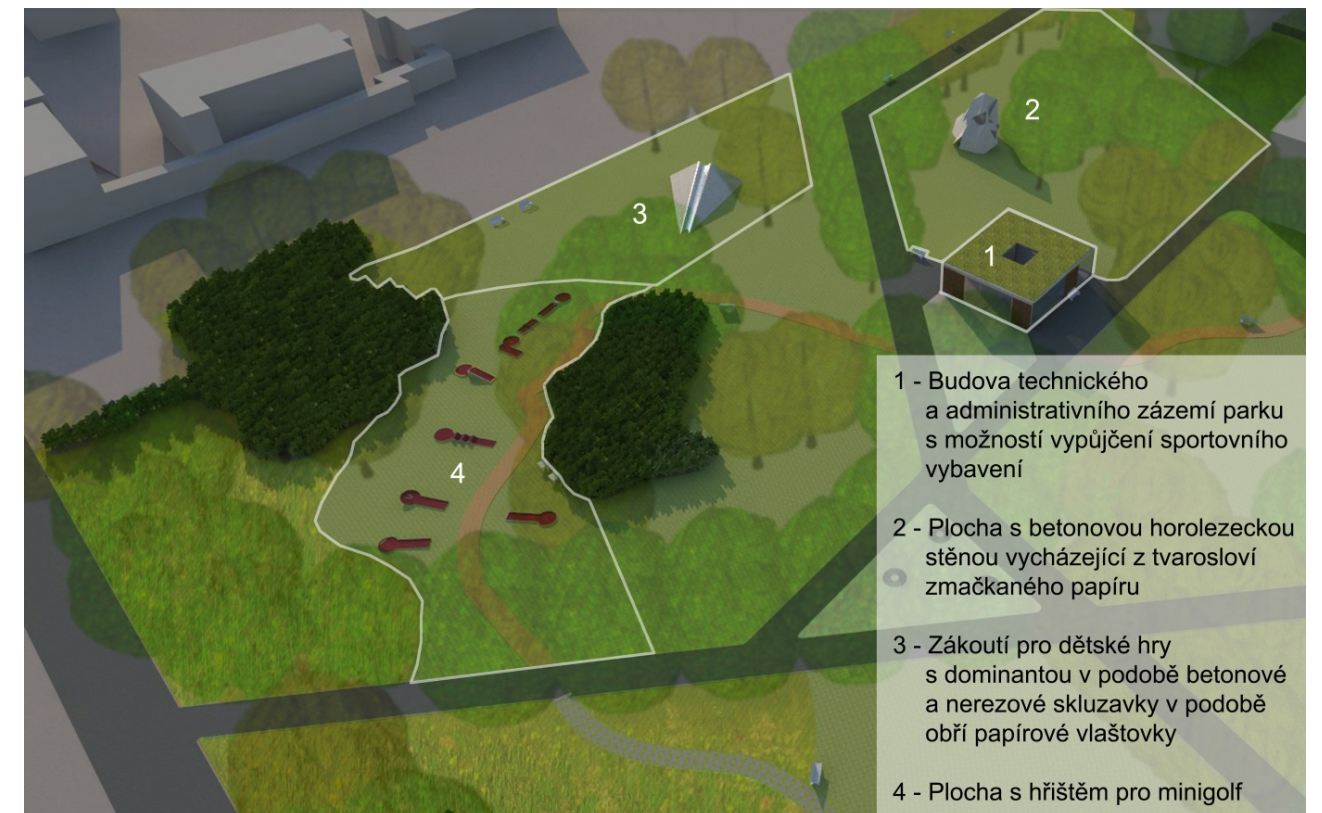 2
3
1
4
1 - Budova technického
a administrativního zázemí parku
s možností vypůjčení sportovního
vybavení
2 - Plocha s betonovou horolezeckou
stěnou vycházející z tvarosloví
zmačkaného papíru
3 - Zákoutí pro dětské hry
s dominantou v podobě betonové
a nerezové skluzavky v podobě
obří papírové vlaštovky
4 - Plocha s hřištěm pro minigolf